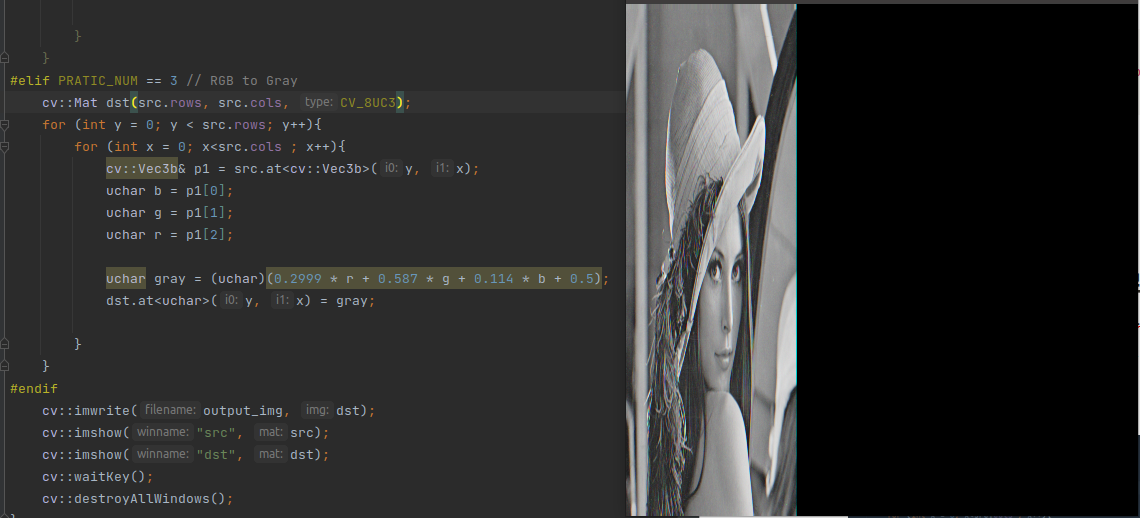 }
}
#elif PRATIC_NUM == 3 // RGB to Gray
cv::Mat dst(src.rows, src.cols, type: CV_8UC3);
for (int y = 0; y < src.rows; y++){
for (int x = 0; x<src.cols ; x++){
cv::Vec3b& p1 = src.at<cv::Vec3b>( i0: y, i1: x);
uchar b = p1[0];
uchar g = p1[1];
uchar r = p1[2];
uchar gray = (uchar)(0.2999 * r + 0.587 * g + 0.114 * b + 0.5);
dst.at<uchar>( i0: y, i1: x) = gray;
}
}
#endif
cv::imwrite( filename: output_img, img: dst);
cv::imshow( winname: "src", mat: src);
cv::imshow( winname: "dst", mat: dst);
cv::waitKey();
cv::destroyAllWindows();